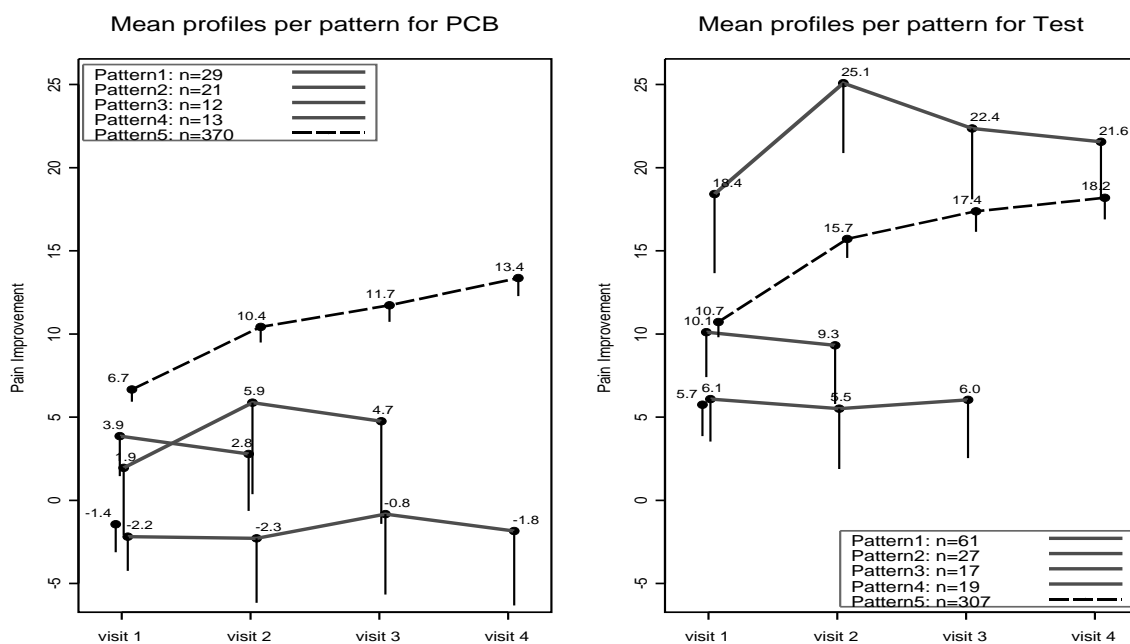 Mean profiles per pattern for PCB
Pattern1: n=29
Pattern2: n=21
Pattern3: n=12
Pattern4: n=13
Pattern5: n=370
Pain Improvement
25
20
15
10
5
0
-5
6.7
10.4
11.7
13.4
3.9
1.9
5.9
2.8
4.7
-1.4
-2.2
-2.3
-0.8
-1.8
visit 1
visit 2
visit 3
visit 4
Mean profiles per pattern for Test
Pain Improvement
25
20
15
10
5
0
-5
18.4
25.1
22.4
21.6
10.7
15.7
17.4
18.2
10.1
9.3
5.7
6.1
5.5
6.0
Pattern1: n=61
Pattern2: n=27
Pattern3: n=17
Pattern4: n=19
Pattern5: n=307
visit 1
visit 2
visit 3
visit 4